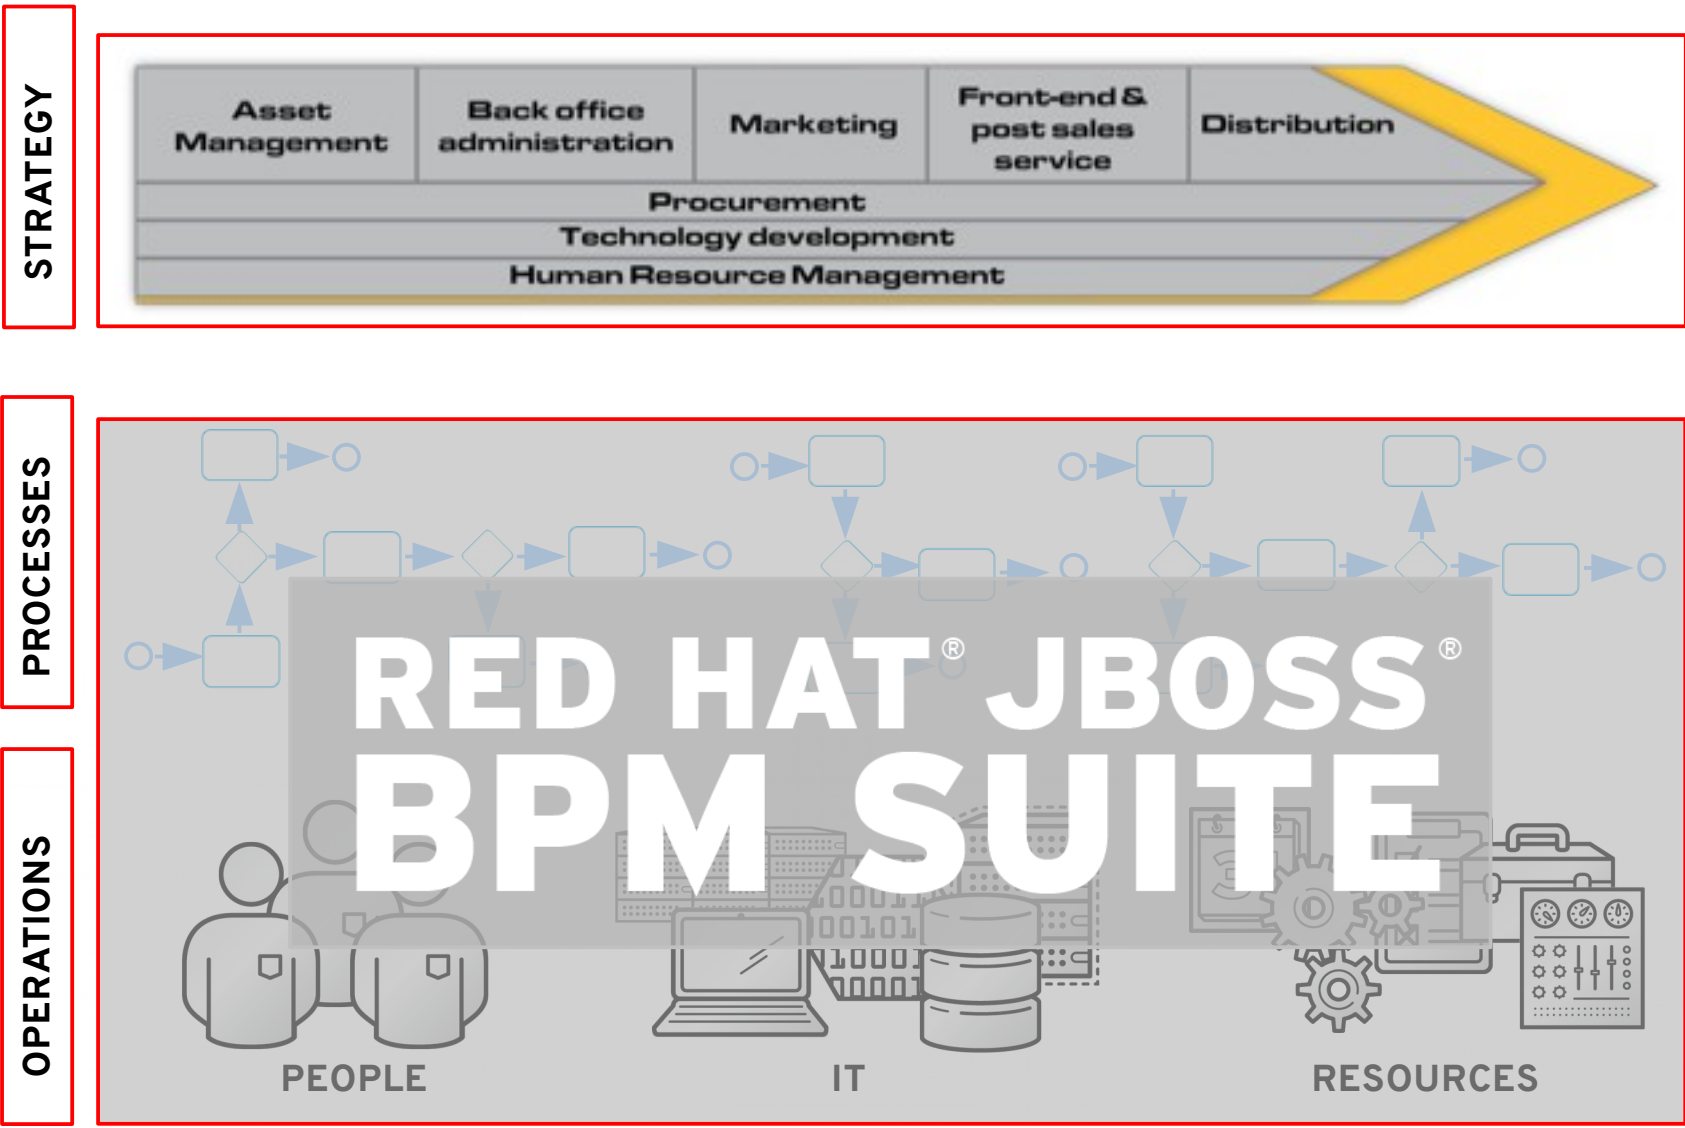 STRATEGY
Asset
Management
Back office
administration
Marketing
Front-end &
post sales
service
Distribution
Procurement
Technology development
Human Resource Management
PROCESSES
RED HAT® JBOSS®
BPM SUITE
OPERATIONS
PEOPLE
IT
RESOURCES